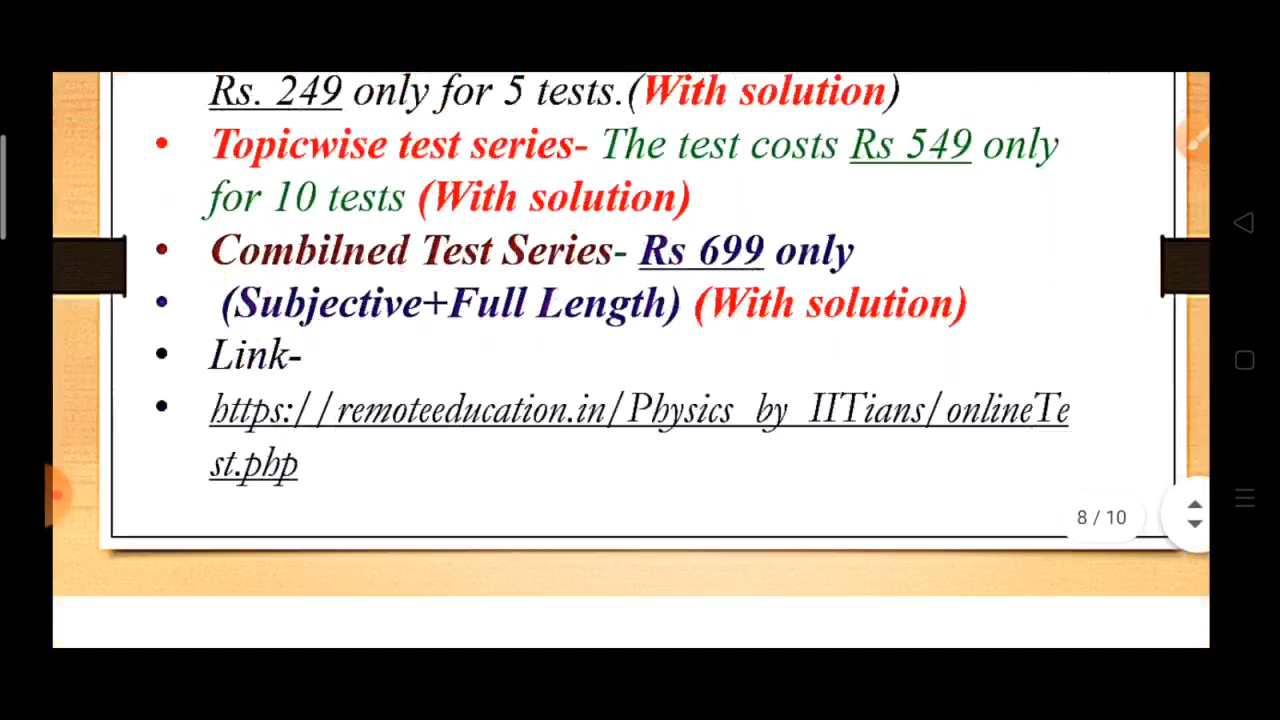 Rs. 249 only for 5 tests.(With solution)
• Topicwise test series- The test costs Rs 549 only
for 10 tests (With solution)
• Combilned Test Series- Rs 699 only
• (Subjective+Full Length) (With solution)
• Link-
• https://remoteeducation.in/Physics_by_IITians/onlineTe
st.php
8 / 10